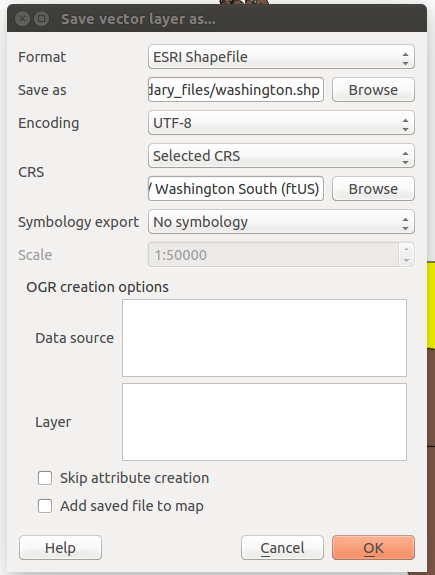 Save vector layer as...
Format ESRI Shapefile
Save as dary_files/washington.shp Browse
Encoding UTF-8
CRS Selected CRS
/ Washington South (ftUS) Browse
Symbology export No symbology
Scale 1:50000
OGR creation options
Data source
Layer
Skip attribute creation
Add saved file to map
Help Cancel OK